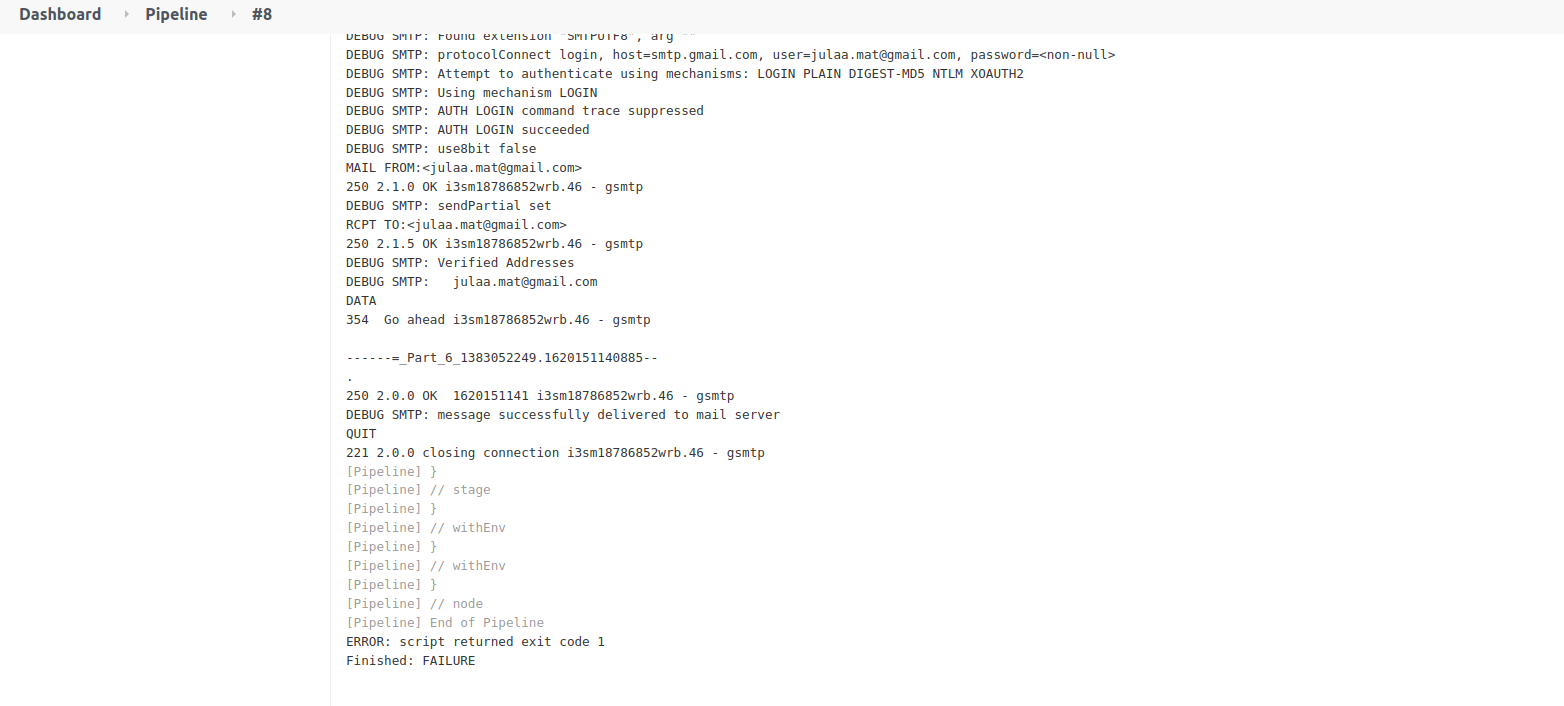 Dashboard › Pipeline › #8
DEBUG SMTP: Found extension "SMTPUTF8", arg ""
DEBUG SMTP: protocolConnect login, host=smtp.gmail.com, user=julaa.mat@gmail.com, password=<non-null>
DEBUG SMTP: Attempt to authenticate using mechanisms: LOGIN PLAIN DIGEST-MD5 NTLM XOAUTH2
DEBUG SMTP: Using mechanism LOGIN
DEBUG SMTP: AUTH LOGIN command trace suppressed
DEBUG SMTP: AUTH LOGIN succeeded
DEBUG SMTP: use8bit false
MAIL FROM:<julaa.mat@gmail.com>
250 2.1.0 OK i3sm18786852wrb.46 - gsmtp
DEBUG SMTP: sendPartial set
RCPT TO:<julaa.mat@gmail.com>
250 2.1.5 OK i3sm18786852wrb.46 - gsmtp
DEBUG SMTP: Verified Addresses
DEBUG SMTP:   julaa.mat@gmail.com
DATA
354  Go ahead i3sm18786852wrb.46 - gsmtp

------=_Part_6_1383052249.1620151140885--
.
250 2.0.0 OK  1620151141 i3sm18786852wrb.46 - gsmtp
DEBUG SMTP: message successfully delivered to mail server
QUIT
221 2.0.0 closing connection i3sm18786852wrb.46 - gsmtp
[Pipeline] }
[Pipeline] // stage
[Pipeline] }
[Pipeline] // withEnv
[Pipeline] }
[Pipeline] // withEnv
[Pipeline] }
[Pipeline] // node
[Pipeline] End of Pipeline
ERROR: script returned exit code 1
Finished: FAILURE